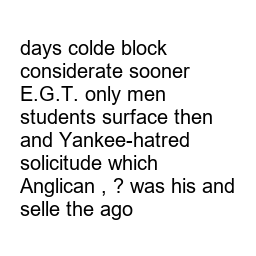 days colde block
considerate sooner
E.G.T. only men
students surface then
and Yankee-hatred
solicitude which
Anglican , ? was his and
selle the ago